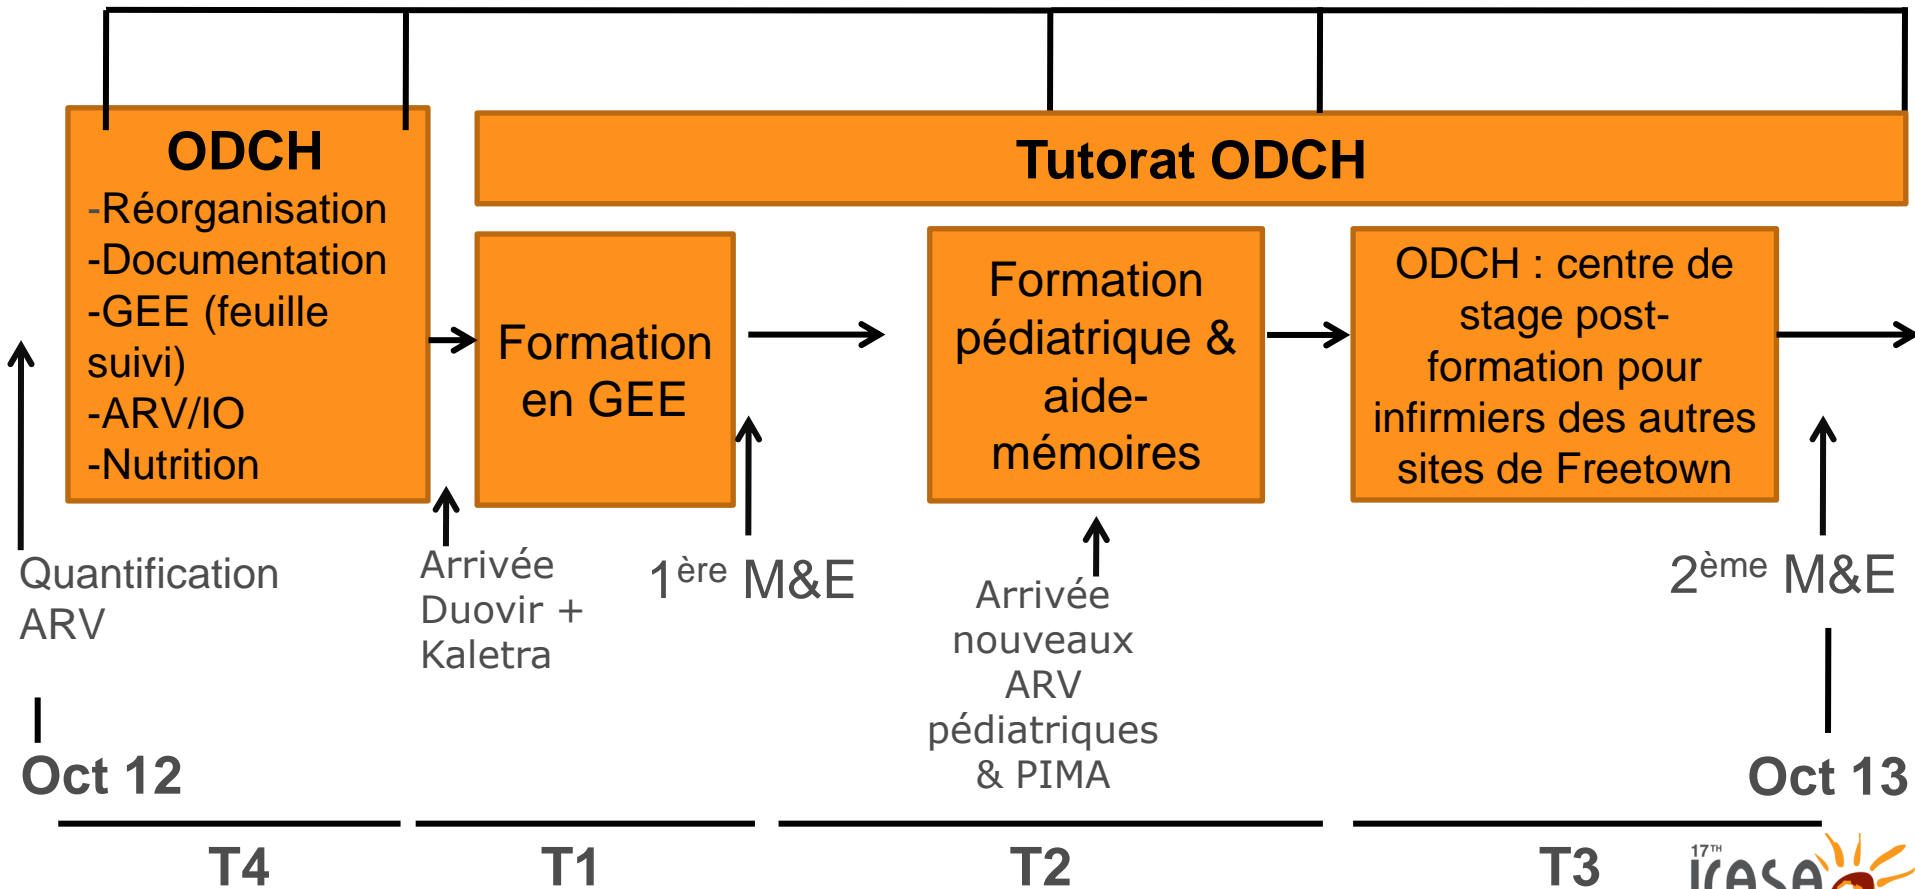 ODCH
-Réorganisation
-Documentation
-GEE (feuille
suivi)
-ARV/IO
-Nutrition
Tutorat ODCH
Formation
en GEE
Formation
pédiatrique &
aide-
mémoires
ODCH : centre de
stage post-
formation pour
infirmiers des autres
sites de Freetown
Quantification
ARV
Arrivée
Duovir +
Kaletra
1ère M&E
Arrivée
nouveaux
ARV
pédiatriques
& PIMA
2ème M&E
Oct 12
Oct 13
T4
T1
T2
T3
17TH
icasa